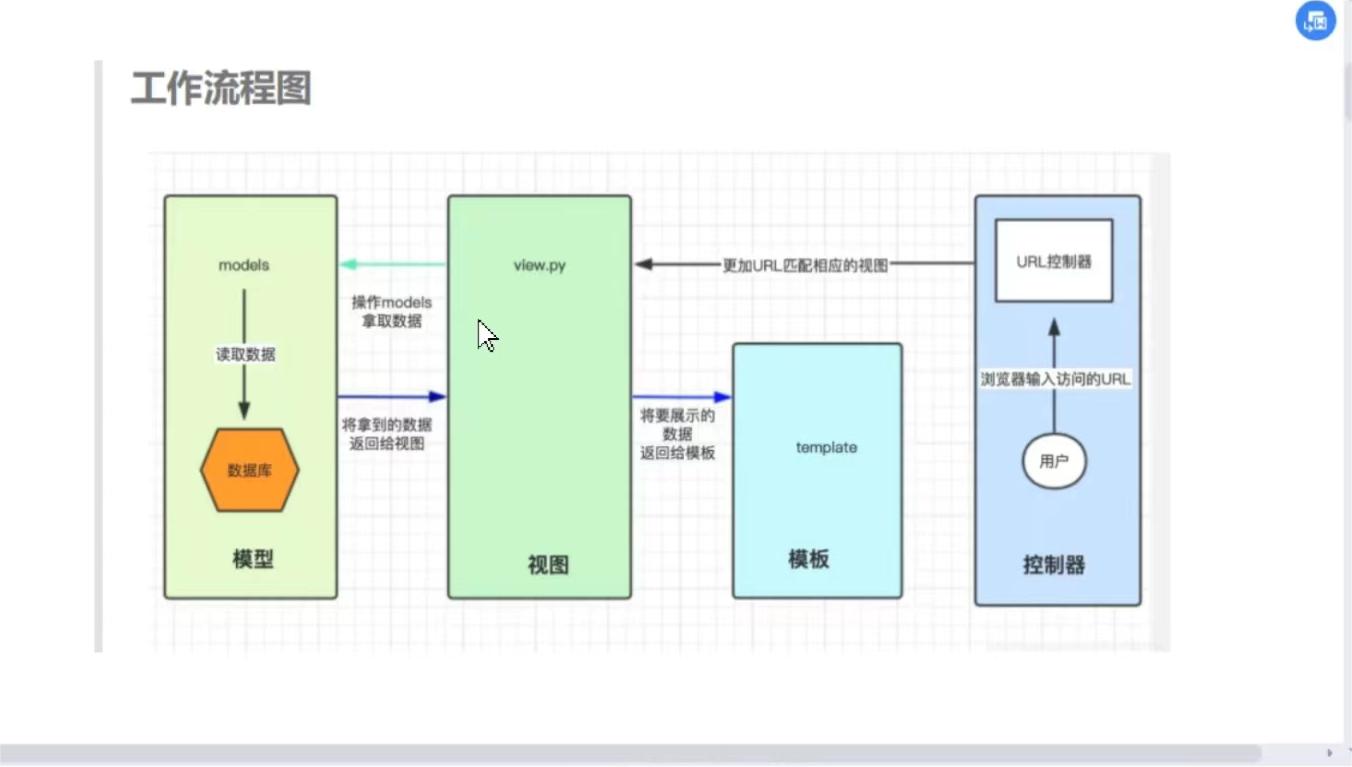 工作流程图
models
view.py
更加URL匹配相应的视图
URL控制器
操作models
拿取数据
读取数据
浏览器输入访问的URL
将拿到的数据
返回给视图
将要展示的
数据
返回给模板
template
用户
数据库
模型
视图
模板
控制器